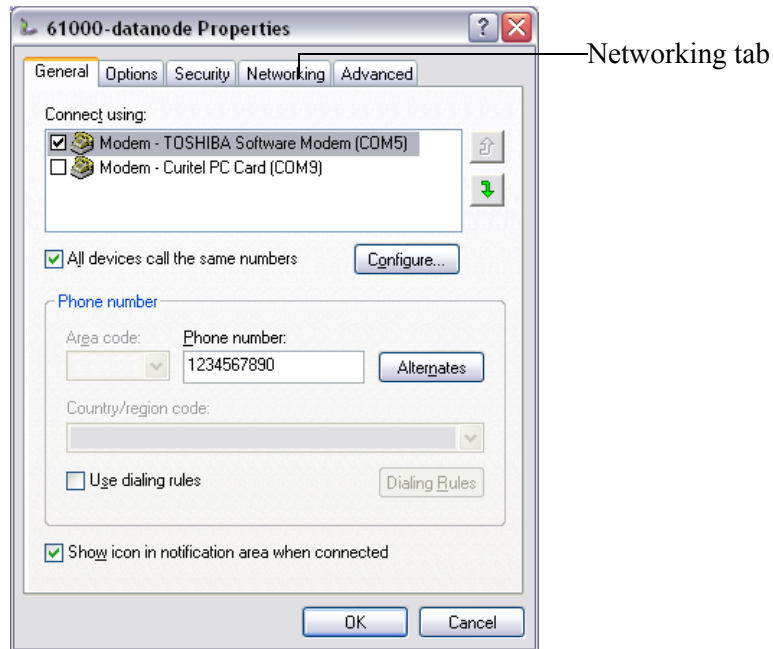 61000-datanode Properties
Networking tab
General Options Security Networking Advanced
Connect using:
Modem - TOSHIBA Software Modem (COM5)
Modem - Curitel PC Card (COM9)
All devices call the same numbers Configure...
Phone number
Area code: Phone number:
1234567890 Alternates
Country/region code:
Use dialing rules Dialing Rules
Show icon in notification area when connected
OK Cancel